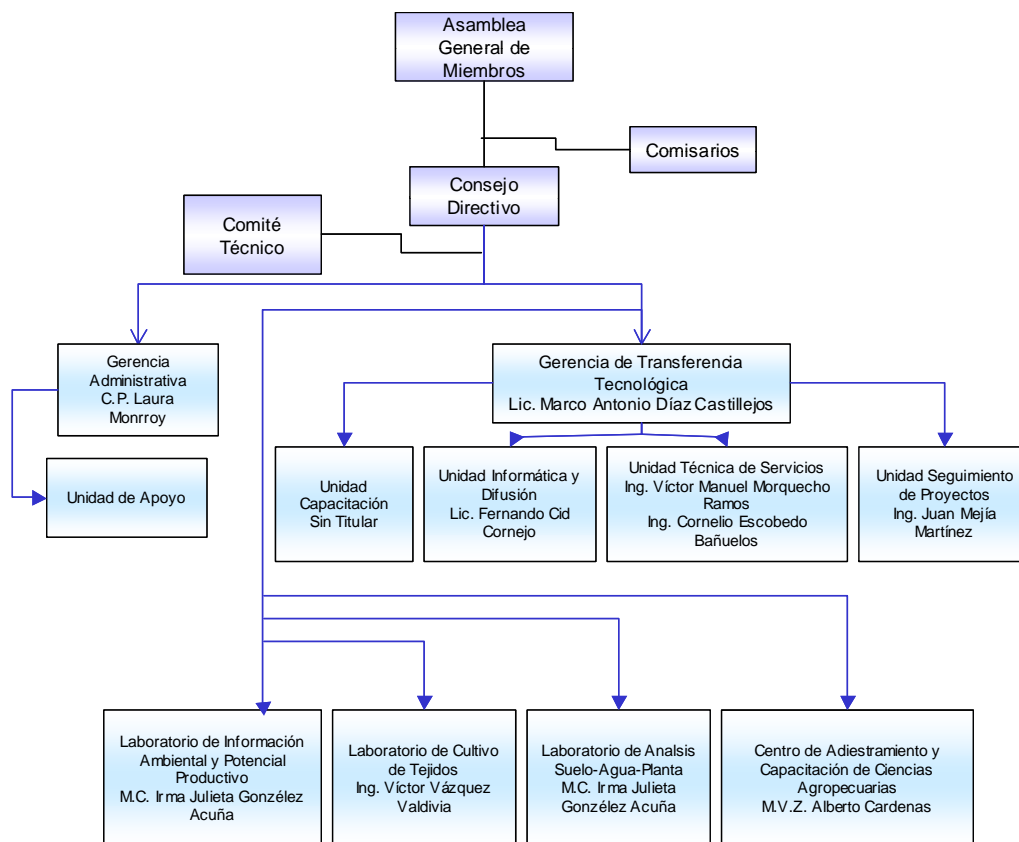 Asamblea
General de
Miembros
Comisarios
Consejo
Directivo
Comité
Técnico
Gerencia
Administrativa
C.P. Laura
Monrroy
Gerencia de Transferencia
Tecnológica
Lic. Marco Antonio Díaz Castillejos
Unidad de Apoyo
Unidad
Capacitación
Sin Titular
Unidad Informática y
Difusión
Lic. Fernando Cid
Cornejo
Unidad Técnica de Servicios
Ing. Víctor Manuel Morquecho
Ramos
Ing. Cornelio Escobedo
Bañuelos
Unidad Seguimiento
de Proyectos
Ing. Juan Mejía
Martínez
Laboratorio de Información
Ambiental y Potencial
Productivo
M.C. Irma Julieta Gonzélez
Acuña
Laboratorio de Cultivo
de Tejidos
Ing. Víctor Vázquez
Valdivia
Laboratorio de Analsis
Suelo-Agua-Planta
M.C. Irma Julieta
Gonzélez Acuña
Centro de Adiestramiento y
Capacitación de Ciencias
Agropecuarias
M.V.Z. Alberto Cardenas